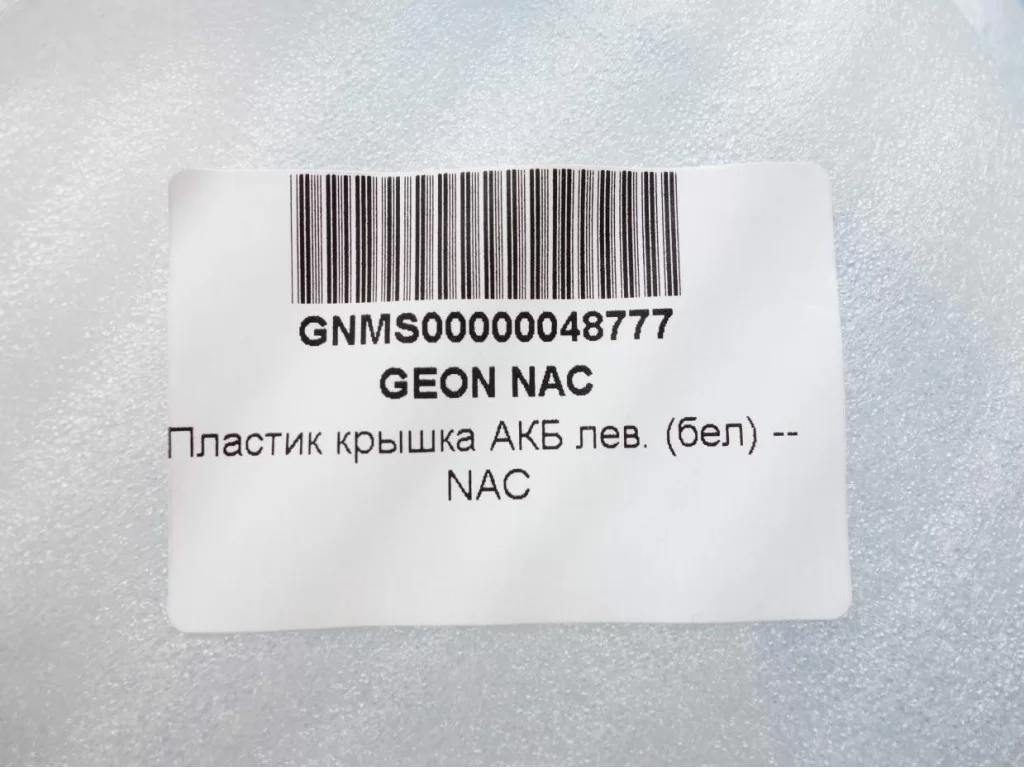 GNMS00000048777
GEON NAC
Пластик крышка АКБ лев. (бел) --
NAC